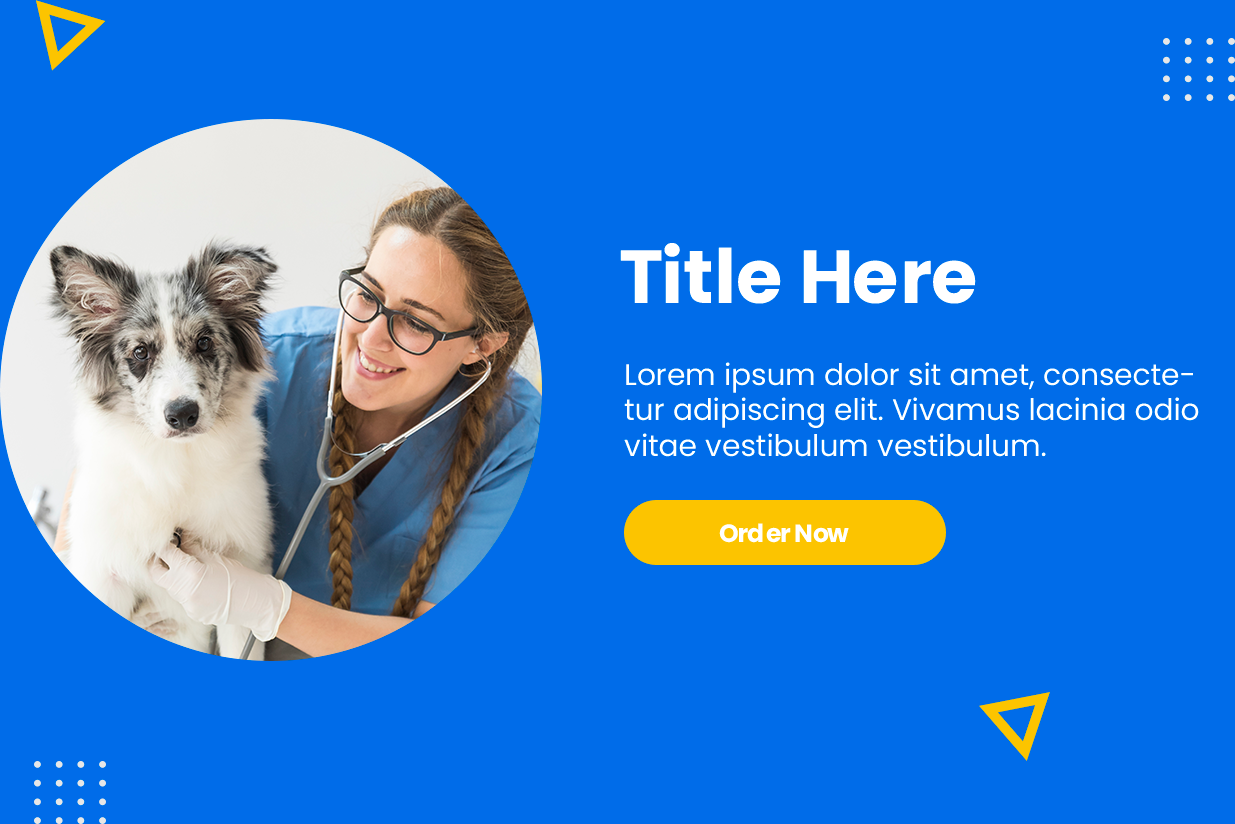 Title Here
Lorem ipsum dolor sit amet, consecte-
tur adipiscing elit. Vivamus lacinia odio
vitae vestibulum vestibulum.
Order Now